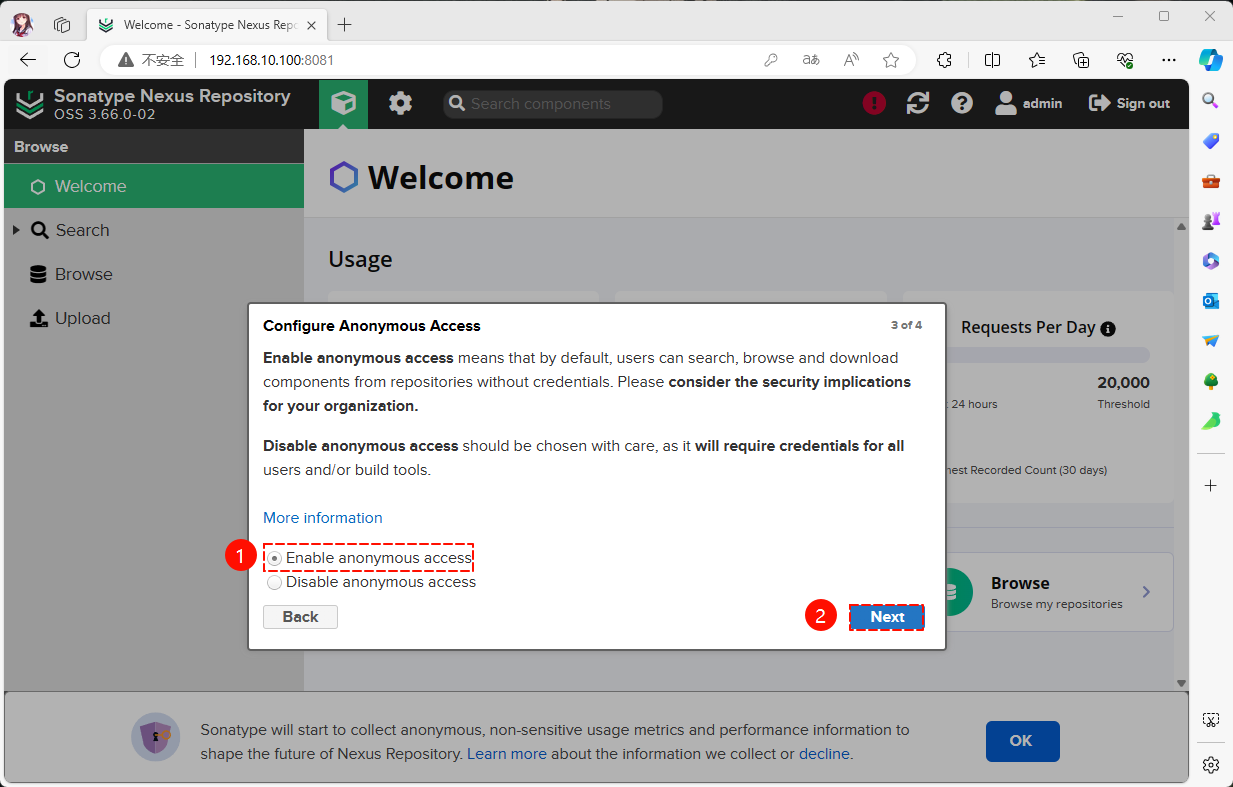 Welcome - Sonatype Nexus Repo
不安全
192.168.10.100:8081
Sonatype Nexus Repository
OSS 3.66.0-02
Search components
admin
Sign out
Browse
Welcome
Search
Browse
Upload
Welcome
Usage
Requests Per Day
20,000
24 hours
Threshold
Recorded Count (30 days)
Configure Anonymous Access
3 of 4
Enable anonymous access means that by default, users can search, browse and download
components from repositories without credentials. Please consider the security implications
for your organization.
Disable anonymous access should be chosen with care, as it will require credentials for all
users and/or build tools.
More information
1
Enable anonymous access
Disable anonymous access
Back
2
Next
Browse
Browse my repositories
Sonatype will start to collect anonymous, non-sensitive usage metrics and performance information to
shape the future of Nexus Repository. Learn more about the information we collect or decline.
OK